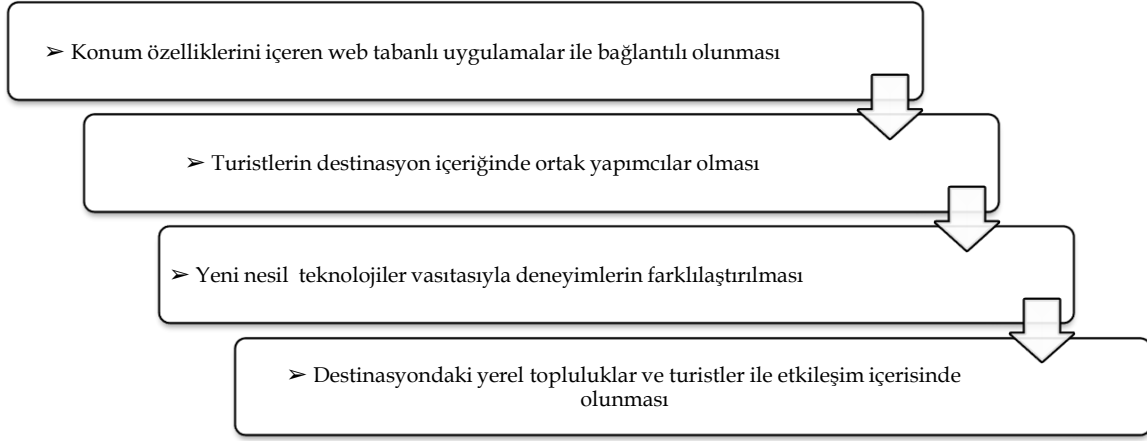 ➢ Konum özelliklerini içeren web tabanlı uygulamalar ile bağlantılı olunması
➢ Turistlerin destinasyon içeriğinde ortak yapımcılar olması
➢ Yeni nesil  teknolojiler vasıtasıyla deneyimlerin farklılaştırılması
➢ Destinasyondaki yerel topluluklar ve turistler ile etkileşim içerisinde
olunması